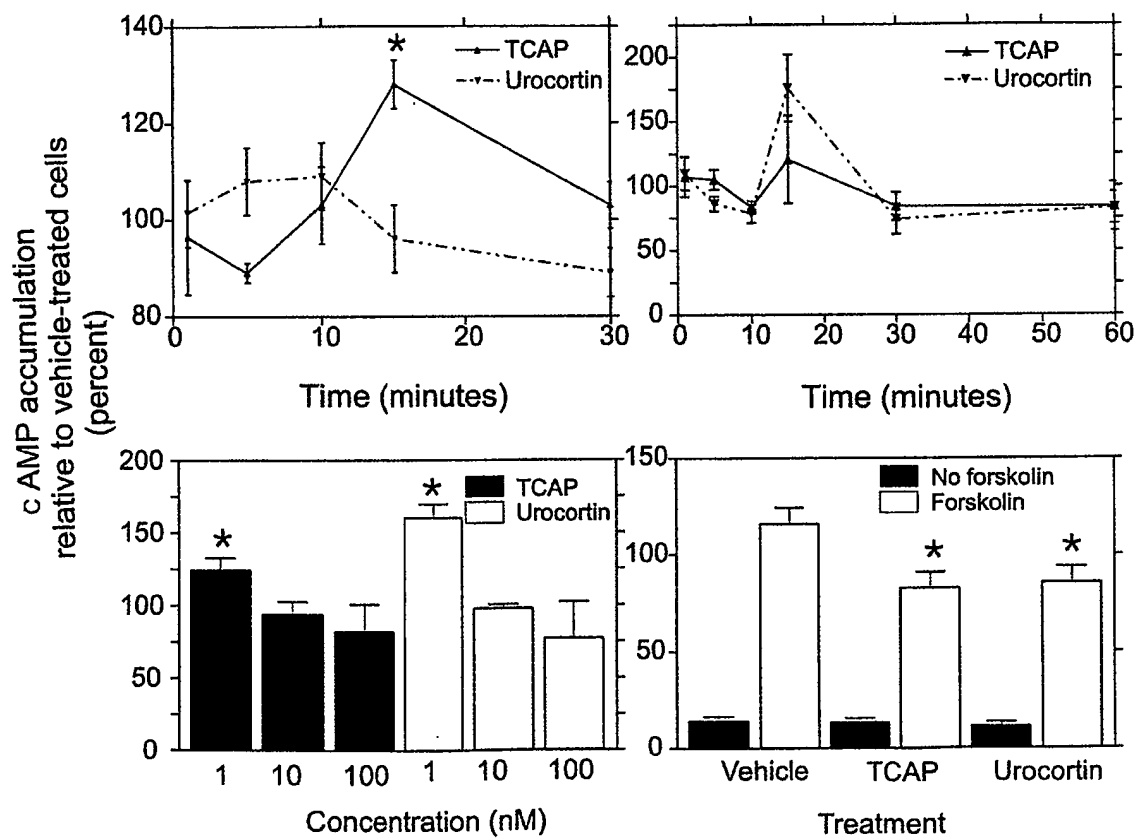 c AMP accumulation
relative to vehicle-treated cells
(percent)
140
120
100
80
*
TCAP
Urocortin
0
10
20
30
Time (minutes)
200
150
100
50
0
TCAP
Urocortin
0
10
20
30
40
50
60
Time (minutes)
200
150
100
50
0
*
*
TCAP
Urocortin
1
10
100
1
10
100
Concentration (nM)
150
100
50
0
No forskolin
Forskolin
*
*
Vehicle
TCAP
Urocortin
Treatment